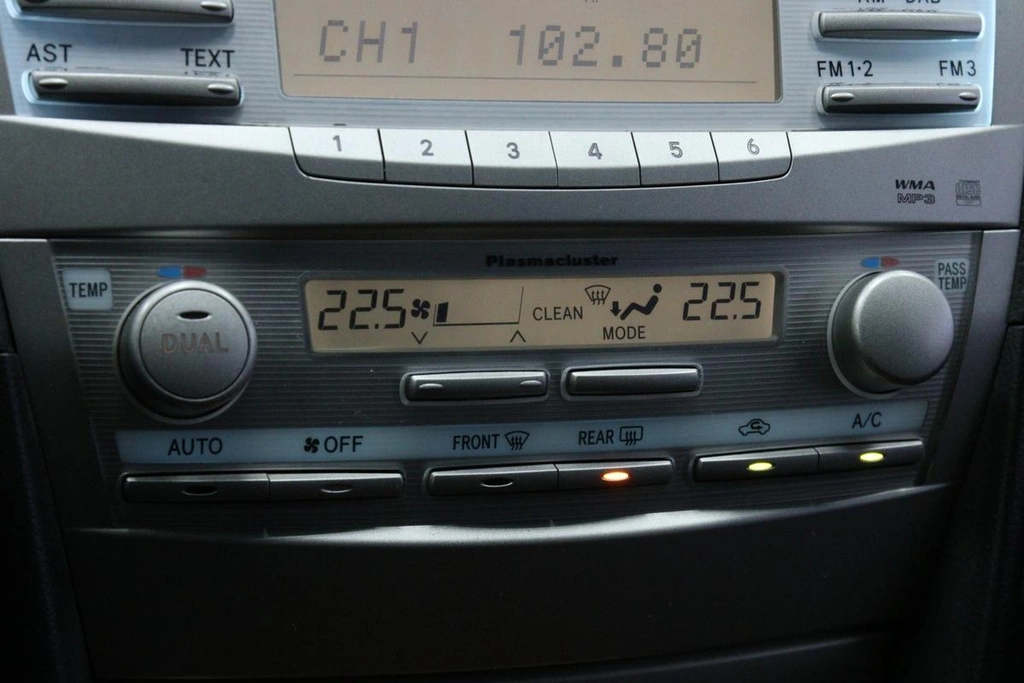 CH1 102.80
AST TEXT
FM1·2 FM3
1 2 3 4 5 6
WMA
MP3
Plasmacluster
TEMP
PASS
TEMP
DUAL
22.5 CLEAN 22.5
MODE
AUTO OFF FRONT REAR A/C